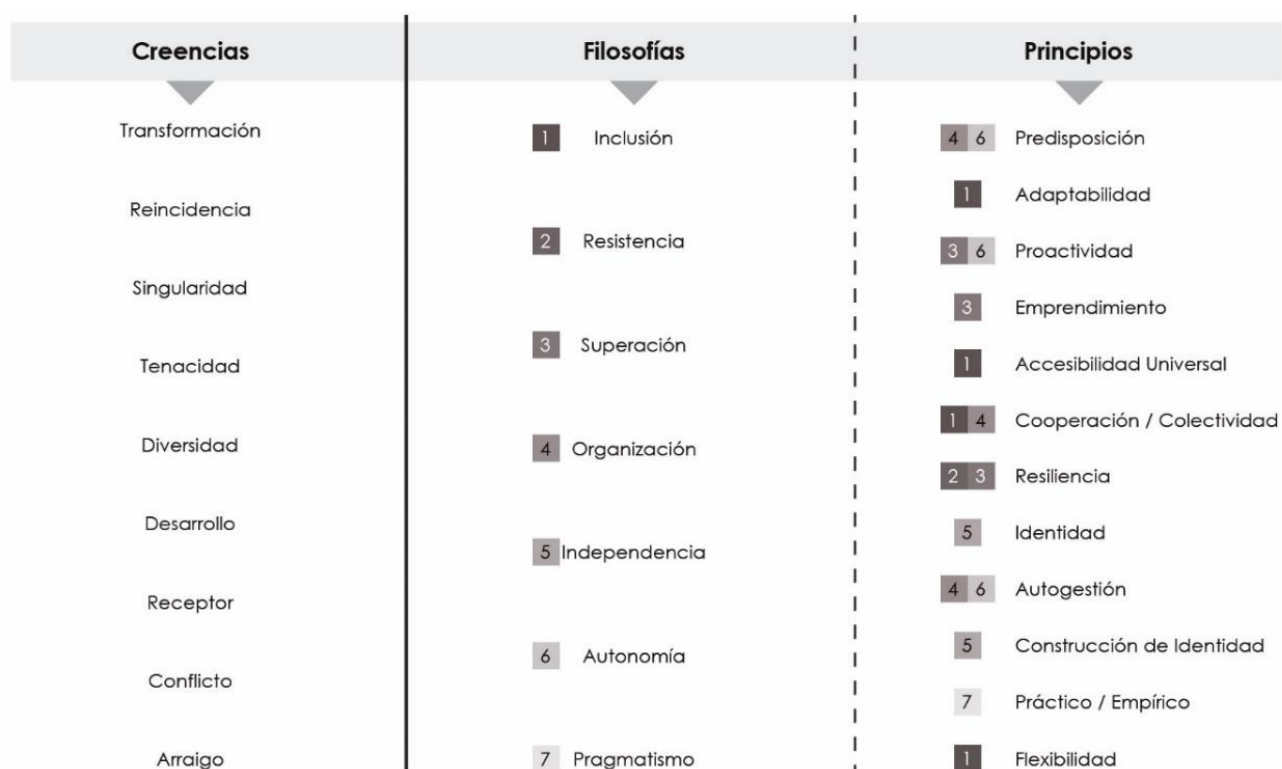 Creencias
Transformación
Reincidencia
Singularidad
Tenacidad
Diversidad
Desarrollo
Receptor
Conflicto
Arraigo
Filosofías
1 Inclusión
2 Resistencia
3 Superación
4 Organización
5 Independencia
6 Autonomía
7 Pragmatismo
Principios
4 6 Predisposición
1 Adaptabilidad
3 6 Proactividad
3 Emprendimiento
1 Accesibilidad Universal
1 4 Cooperación / Colectividad
2 3 Resiliencia
5 Identidad
4 6 Autogestión
5 Construcción de Identidad
7 Práctico / Empírico
1 Flexibilidad